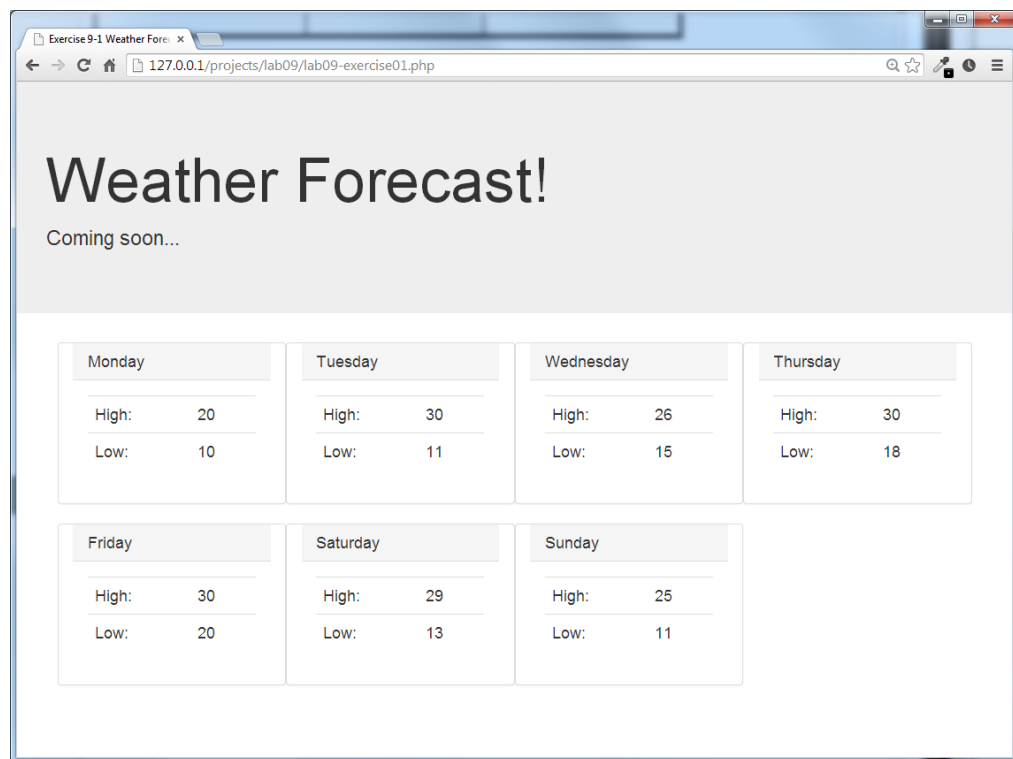 Exercise 9-1 Weather Fore
127.0.0.1/projects/lab09/lab09-exercise01.php
Weather Forecast!
Coming soon...
Monday
High: 20
Low: 10
Tuesday
High: 30
Low: 11
Wednesday
High: 26
Low: 15
Thursday
High: 30
Low: 18
Friday
High: 30
Low: 20
Saturday
High: 29
Low: 13
Sunday
High: 25
Low: 11